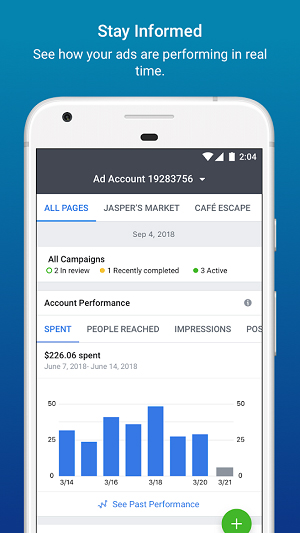 Stay Informed
See how your ads are performing in real
time.
2:04
Ad Account 19283756
ALL PAGES JASPER'S MARKET CAFÉ ESCAPE
Sep 4, 2018
All Campaigns
2 In review 1 Recently completed 3 Active
Account Performance
SPENT PEOPLE REACHED IMPRESSIONS POS
$226.06 spent
June 7, 2018- June 14, 2018
50 50
25 25
0 0
3/14 3/16 3/18 3/20 3/21
See Past Performance
+